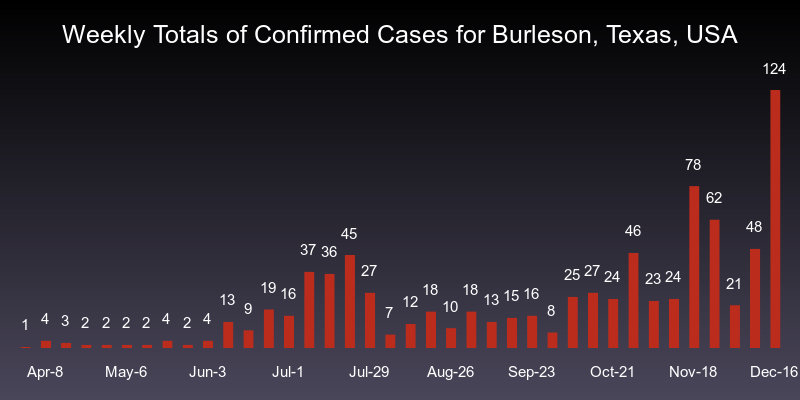 Weekly Totals of Confirmed Cases for Burleson, Texas, USA
1 4 3 2 2 2 2 4 2 4 13 9 19 16 37 36 45 27 7 12 18 10 18 13 15 16 8 25 27 24 46 23 24 78 62 21 48 124
Apr-8 May-6 Jun-3 Jul-1 Jul-29 Aug-26 Sep-23 Oct-21 Nov-18 Dec-16